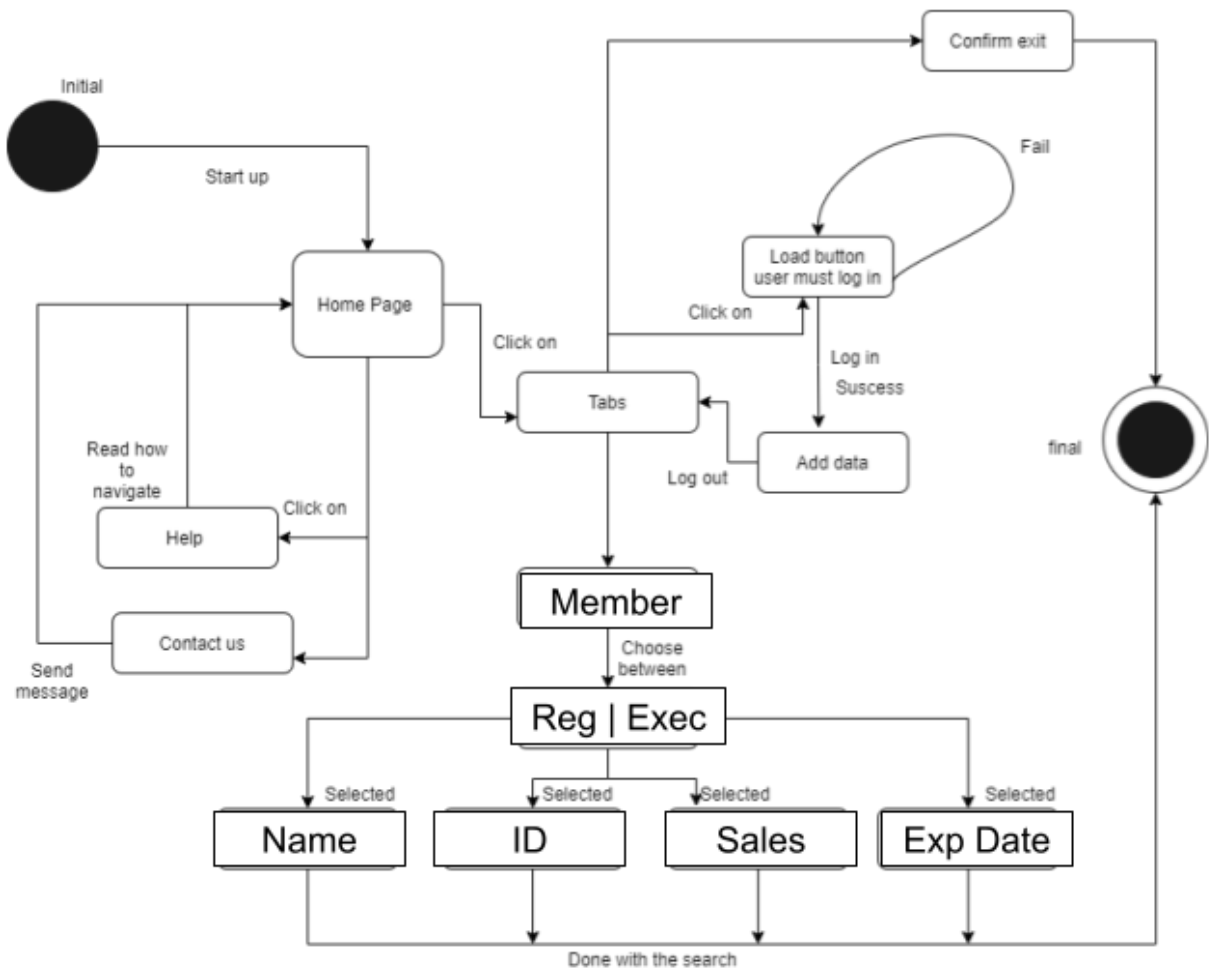 Confirm exit
Initial
Fail
Start up
Load button
user must log in
Home Page
Click on
Click on
Log in
Suscess
Tabs
Read how
to
navigate
final
Add data
Log out
Click on
Help
Member
Contact us
Choose
between
Send
message
Reg | Exec
Selected
Selected
Selected
Selected
Name
ID
Sales
Exp Date
Done with the search